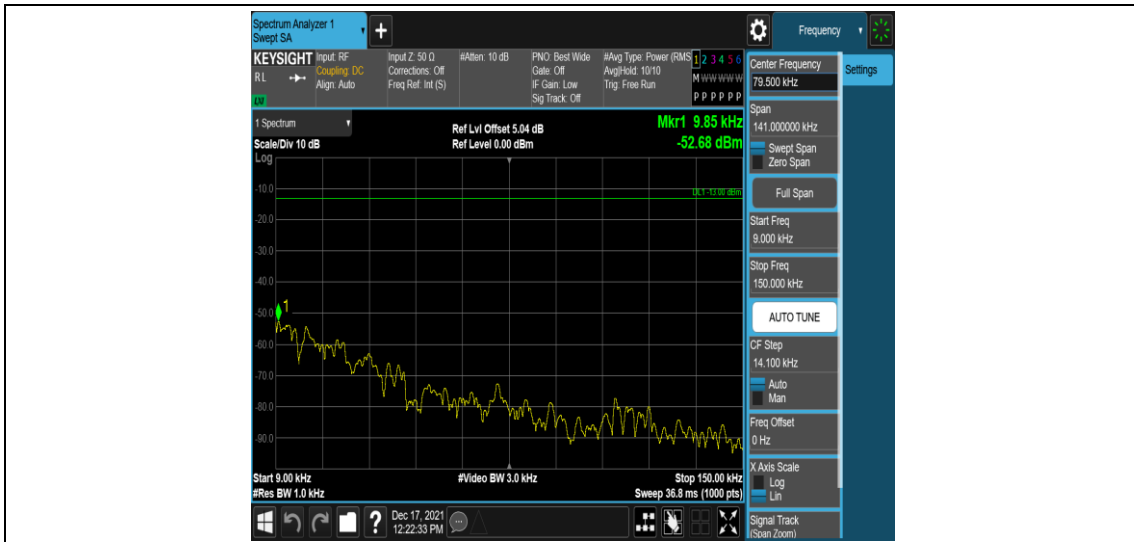 Spectrum Analyzer 1
Swept SA
+
Frequency
KEYSIGHT
RL
LXI
Input: RF
Coupling: DC
Align: Auto
Input Z: 50 Ω
Corrections: Off
Freq Ref: Int (S)
#Atten: 10 dB
PNO: Best Wide
Gate: Off
IF Gain: Low
Sig Track: Off
#Avg Type: Power (RMS
Avg|Hold: 10/10
Trig: Free Run
1 2 3 4 5 6
M W W W W W
P P P P P P
Center Frequency
79.500 kHz
Settings
Span
141.000000 kHz
Swept Span
Zero Span
Full Span
Start Freq
9.000 kHz
Stop Freq
150.000 kHz
AUTO TUNE
CF Step
14.100 kHz
Auto
Man
Freq Offset
0 Hz
X Axis Scale
Log
Lin
Signal Track
(Span Zoom)
1 Spectrum
Scale/Div 10 dB
Log
Ref Lvl Offset 5.04 dB
Ref Level 0.00 dBm
Mkr1 9.85 kHz
-52.68 dBm
DL1 -13.00 dBm
-10.0
-20.0
-30.0
-40.0
-50.0
1
-60.0
-70.0
-80.0
-90.0
Start 9.00 kHz
#Res BW 1.0 kHz
#Video BW 3.0 kHz
Stop 150.00 kHz
Sweep 36.8 ms (1000 pts)
?
Dec 17, 2021
12:22:33 PM